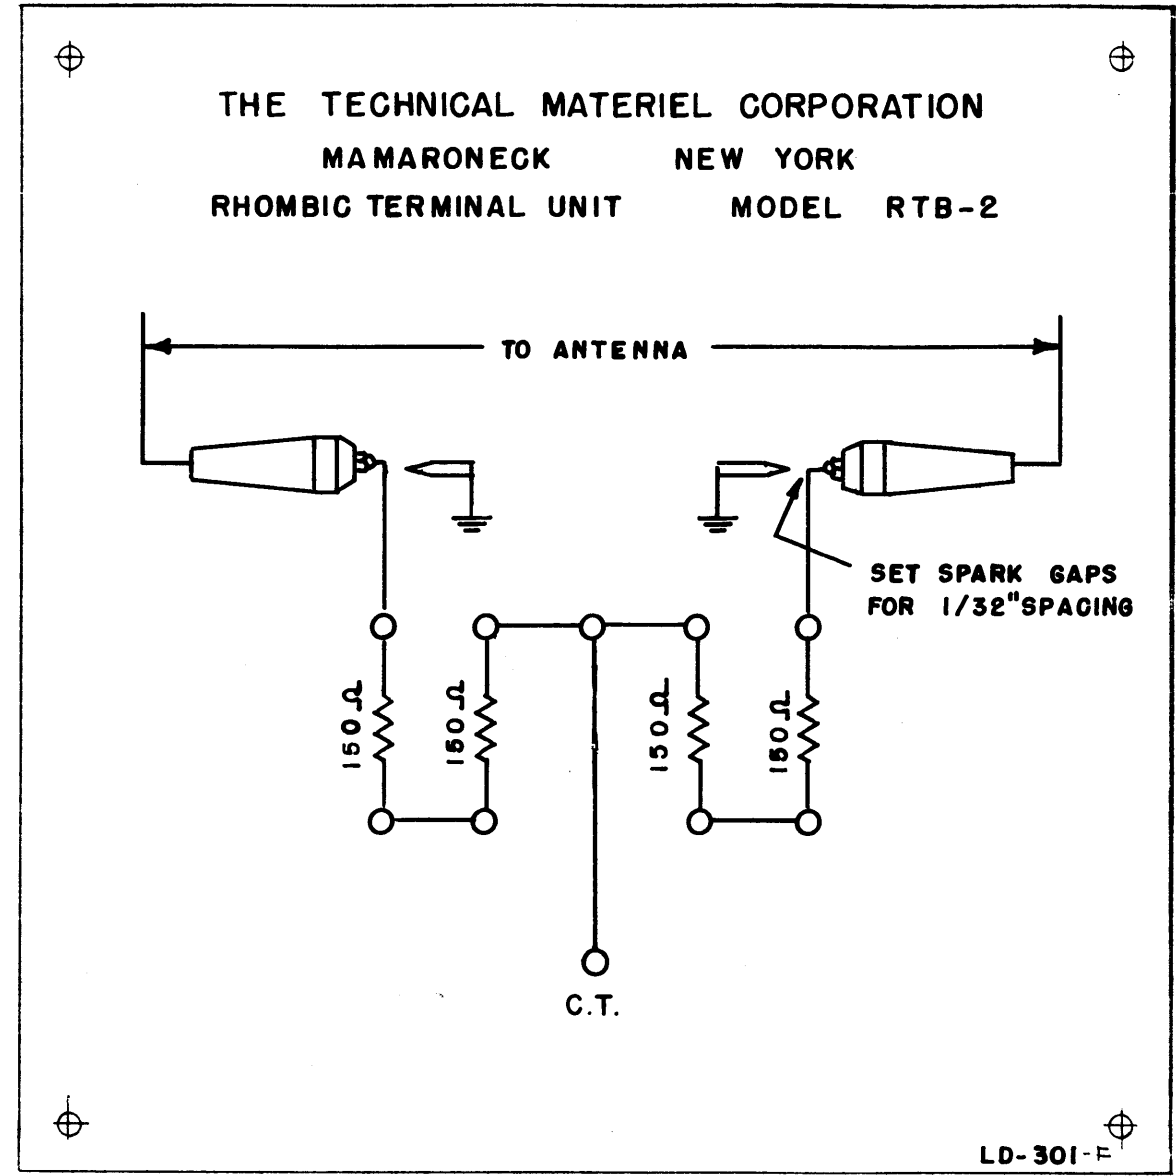 THE TECHNICAL MATERIEL CORPORATION
MAMARONECK NEW YORK
RHOMBIC TERMINAL UNIT MODEL RTB-2
TO ANTENNA
SET SPARK GAPS
FOR 1/32" SPACING
150Ω
150Ω
150Ω
150Ω
C.T.
LD-301-F